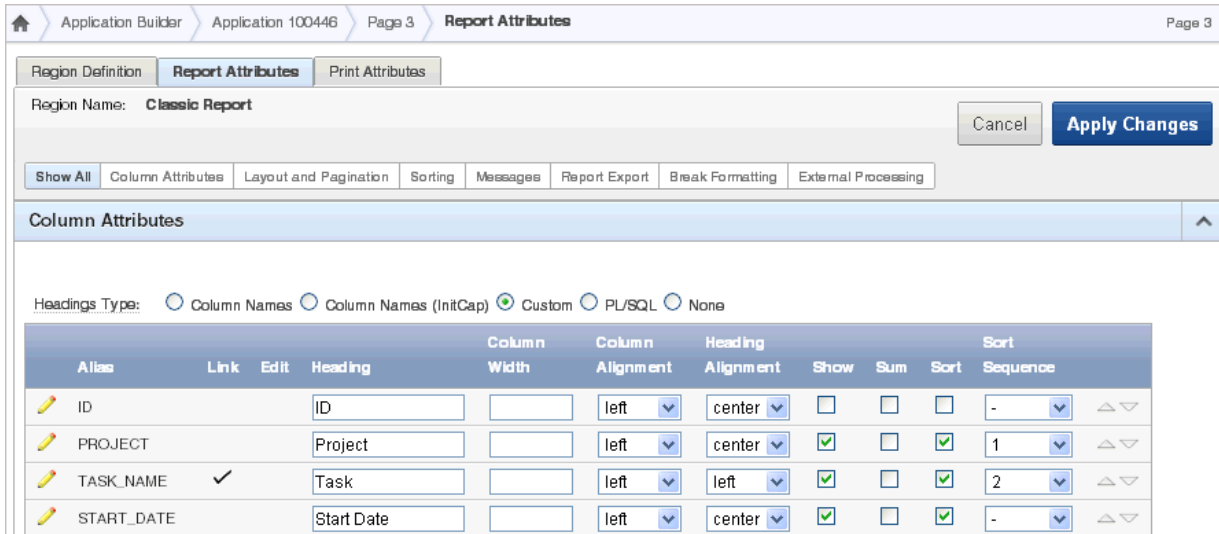 Application Builder Application 100446 Page 3 Report Attributes Page 3
Region Definition Report Attributes Print Attributes
Region Name: Classic Report
Cancel Apply Changes
Show All Column Attributes Layout and Pagination Sorting Messages Report Export Break Formatting External Processing
Column Attributes
Headings Type: Column Names Column Names (InitCap) Custom PL/SQL None
Alias Link Edit Heading Column Width Column Alignment Heading Alignment Show Sum Sort Sort Sequence
ID ID left center -
PROJECT Project left center 1
TASK_NAME Task left left 2
START_DATE Start Date left center -